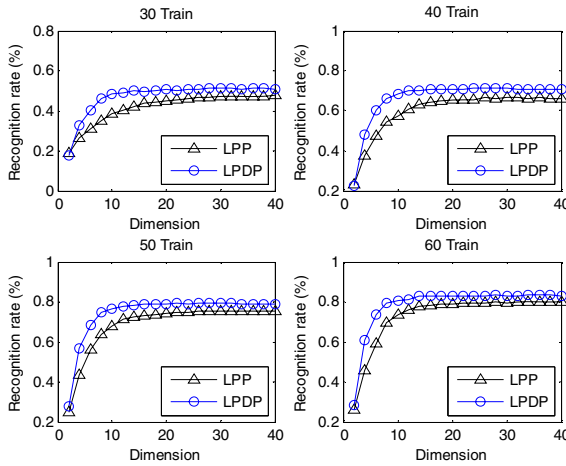 30 Train
0.8
0.6
0.4
0.2
0
Recognition rate (%)
LPP
LPDP
0 10 20 30 40
Dimension
40 Train
1
0.8
0.6
0.4
0.2
Recognition rate (%)
LPP
LPDP
0 10 20 30 40
Dimension
50 Train
1
0.8
0.6
0.4
0.2
Recognition rate (%)
LPP
LPDP
0 10 20 30 40
Dimension
60 Train
1
0.8
0.6
0.4
0.2
Recognition rate (%)
LPP
LPDP
0 10 20 30 40
Dimension